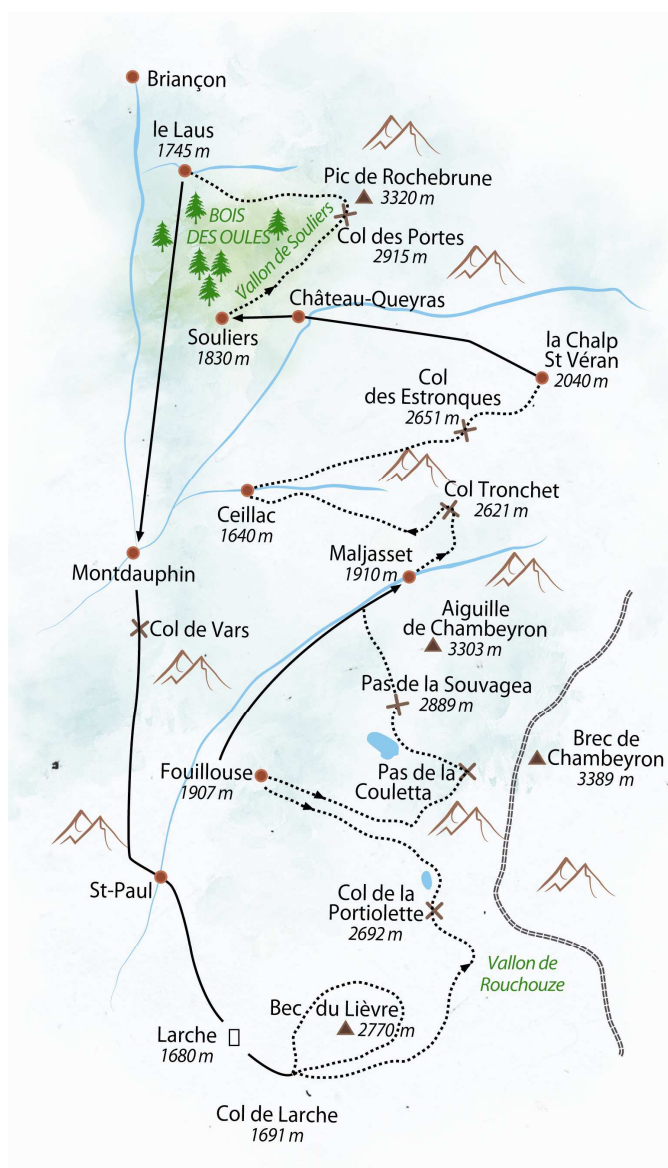 Briançon
le Laus
1745 m
Pic de Rochebrune
3320 m
BOIS
DES OULES
Vallon de Souliers
Col des Portes
2915 m
Château-Queyras
Souliers
1830 m
la Chalp
St Véran
2040 m
Col
des Estronques
2651 m
Ceillac
1640 m
Col Tronchet
2621 m
Montdauphin
Maljasset
1910 m
Col de Vars
Aiguille
de Chambeyron
3303 m
Pas de la Souvagea
2889 m
Brec de
Chambeyron
3389 m
Fouillouse
1907 m
Pas de la
Couletta
St-Paul
Col de la
Portiolette
2692 m
Vallon de
Rouchouze
Bec du Lièvre
2770 m
Larche
1680 m
Col de Larche
1691 m